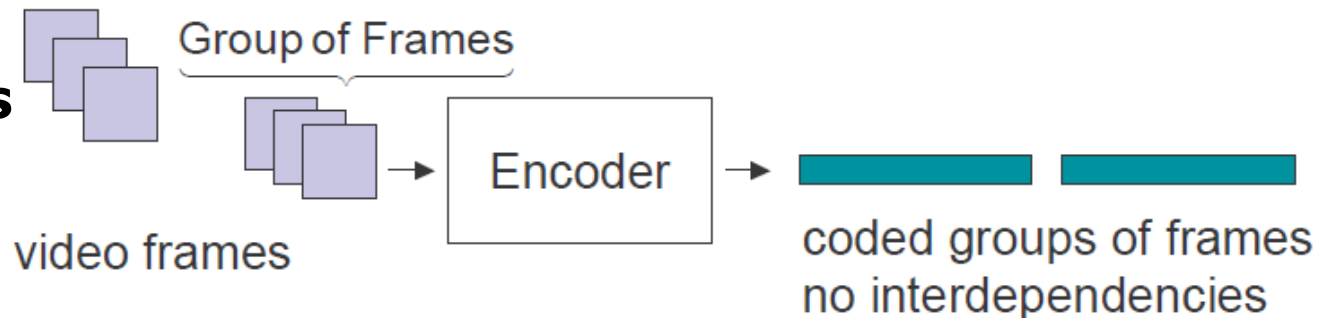 Group of Frames
s
Encoder
video frames
coded groups of frames
no interdependencies